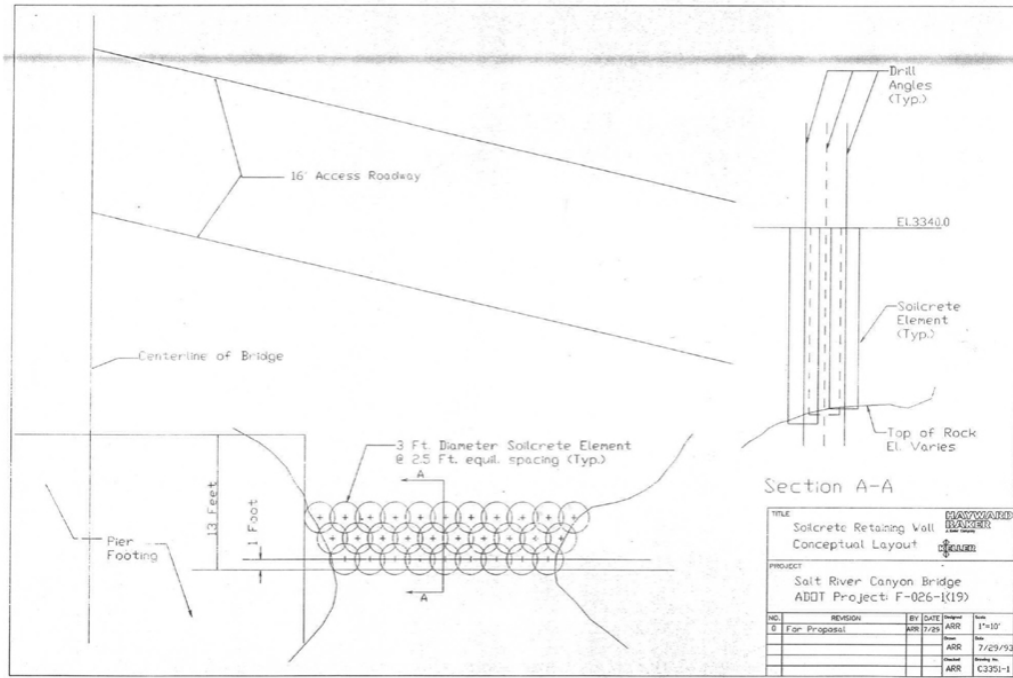 Drill
Angles
(Typ.)
16' Access Roadway
El.3340.0
Soilcrete
Element
(Typ.)
Centerline of Bridge
Top of Rock
El. Varies
3 Ft. Diameter Soilcrete Element
@ 2.5 Ft. equil. spacing (Typ.)
A
13 Feet
1 Foot
Pier
Footing
A
Section A-A
TITLE
Soilcrete Retaining Wall
Conceptual Layout
HAYWARD
BAKER
KELLER
PROJECT
Salt River Canyon Bridge
ADOT Project: F-026-1(19)
NO. REVISION BY DATE Designed Scale
0 For Proposal ARR 7/29 ARR 1"=10'
Drawn Date
ARR 7/29/93
Checked Drawing No.
ARR C3351-1